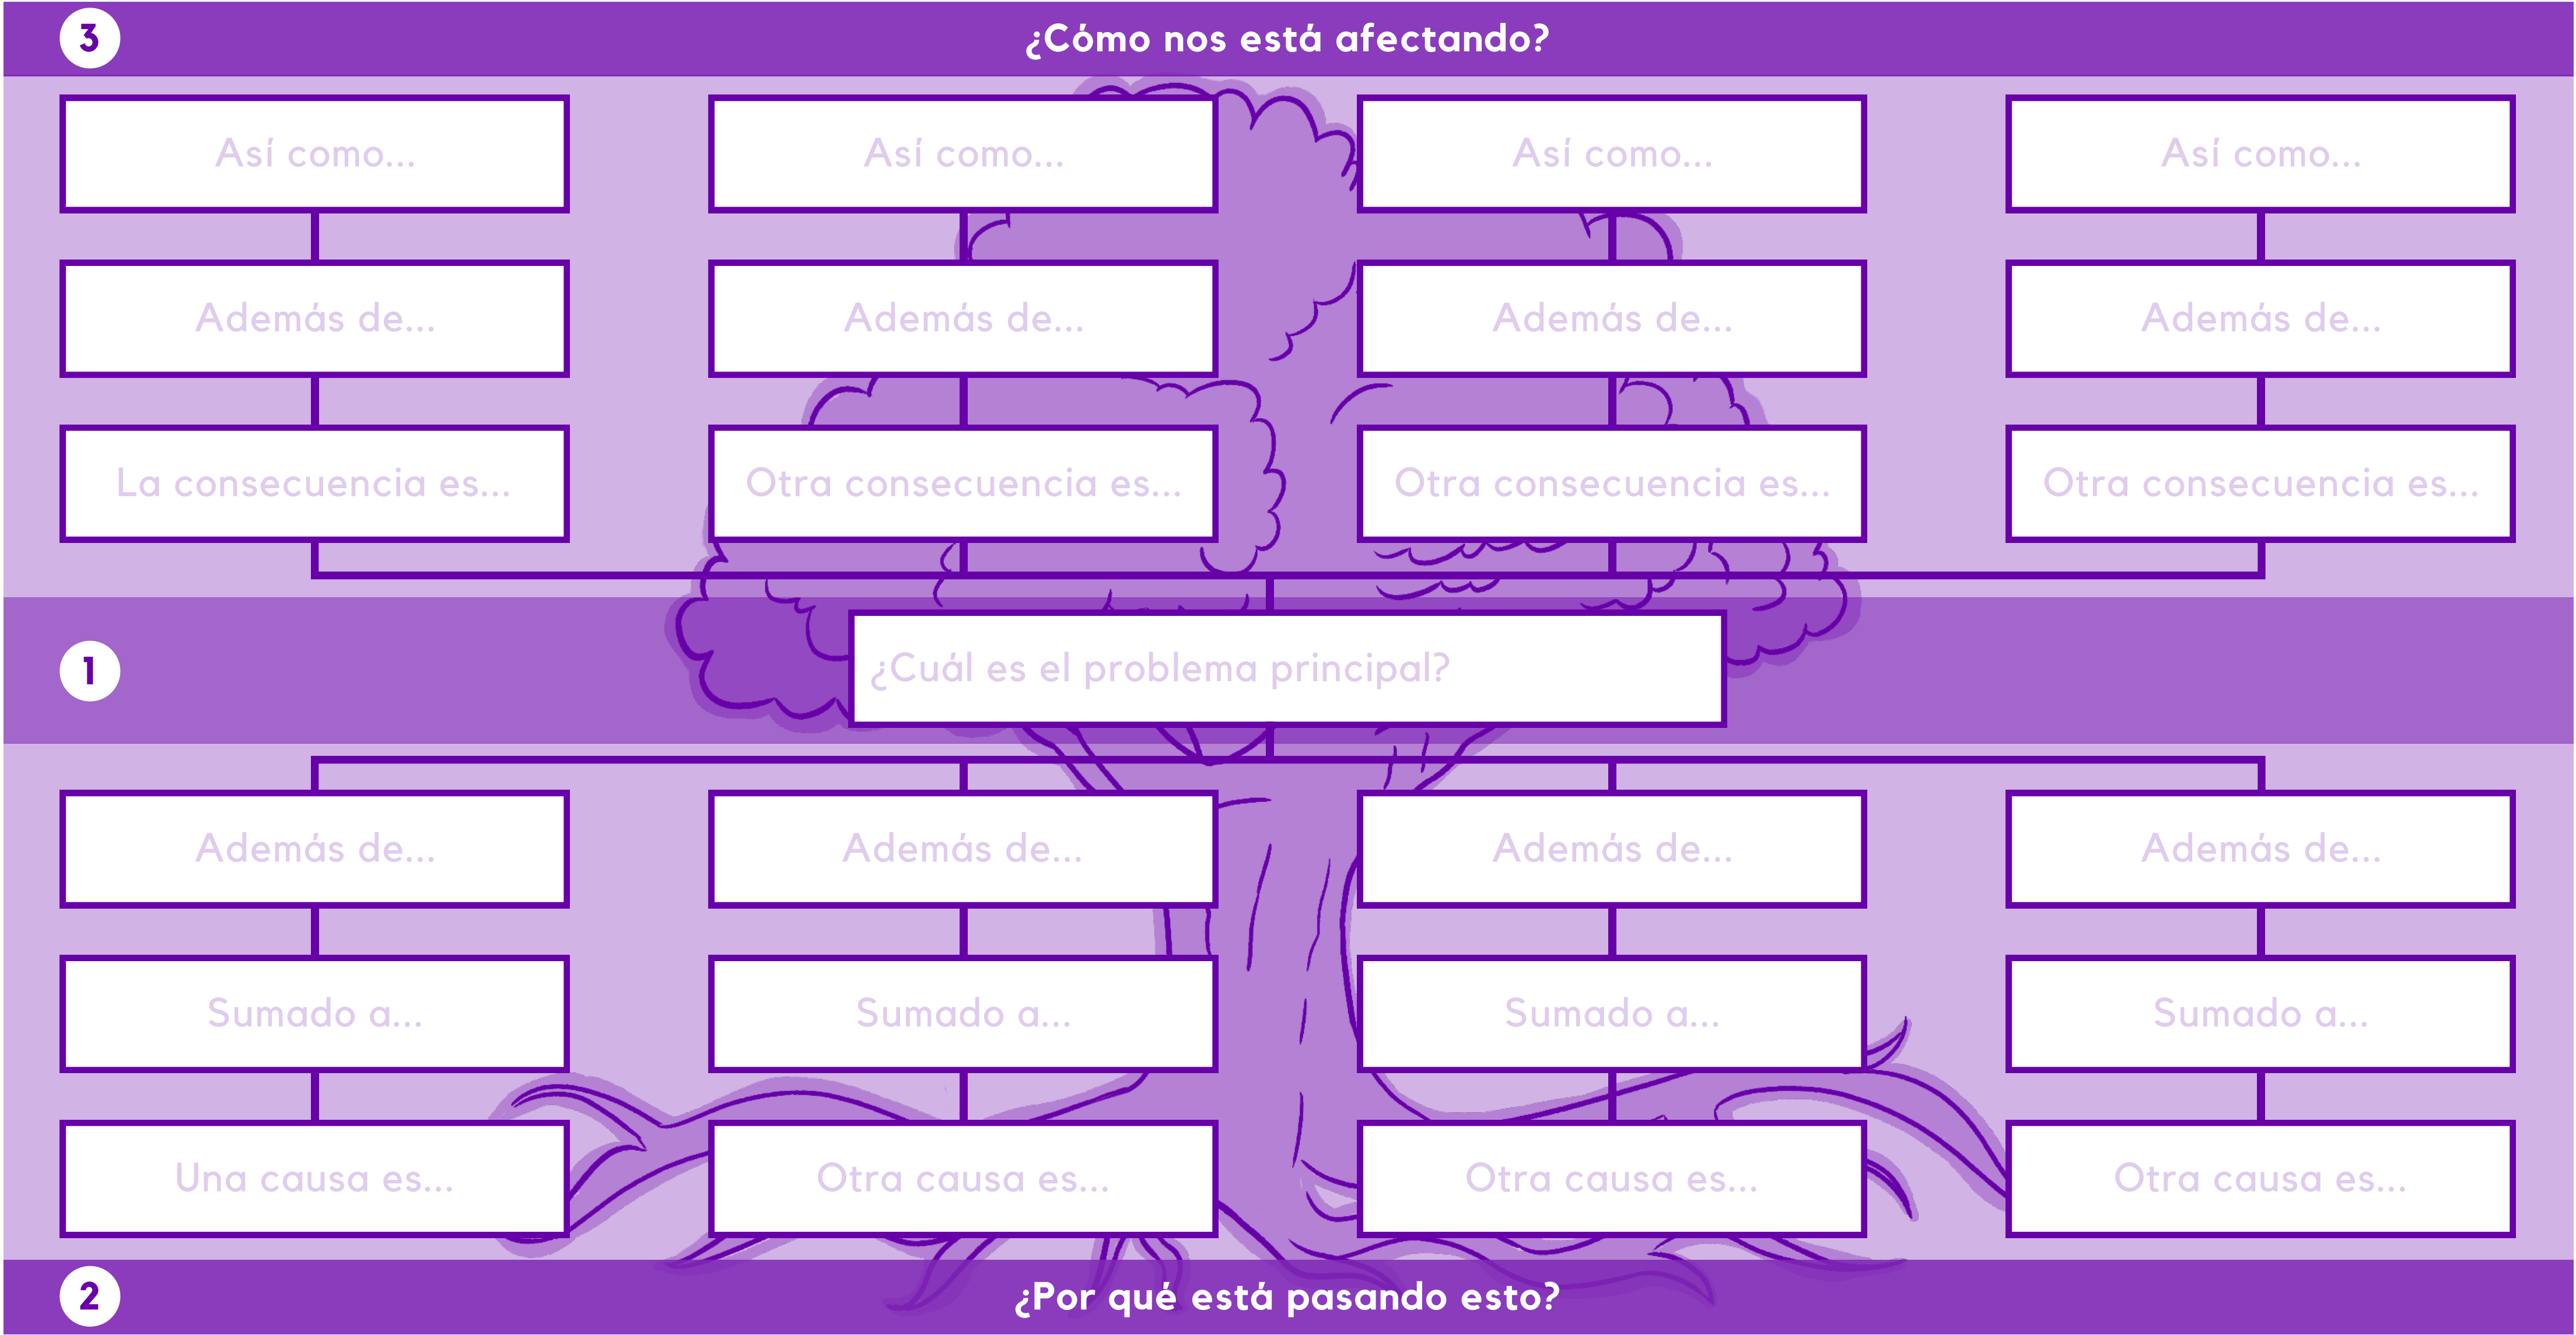 3
¿Cómo nos está afectando?
Así como...
Así como...
Así como...
Así como...
Además de...
Además de...
Además de...
Además de...
La consecuencia es...
Otra consecuencia es...
Otra consecuencia es...
Otra consecuencia es...
1
¿Cuál es el problema principal?
Además de...
Además de...
Además de...
Además de...
Sumado a...
Sumado a...
Sumado a...
Sumado a...
Una causa es...
Otra causa es...
Otra causa es...
Otra causa es...
2
¿Por qué está pasando esto?